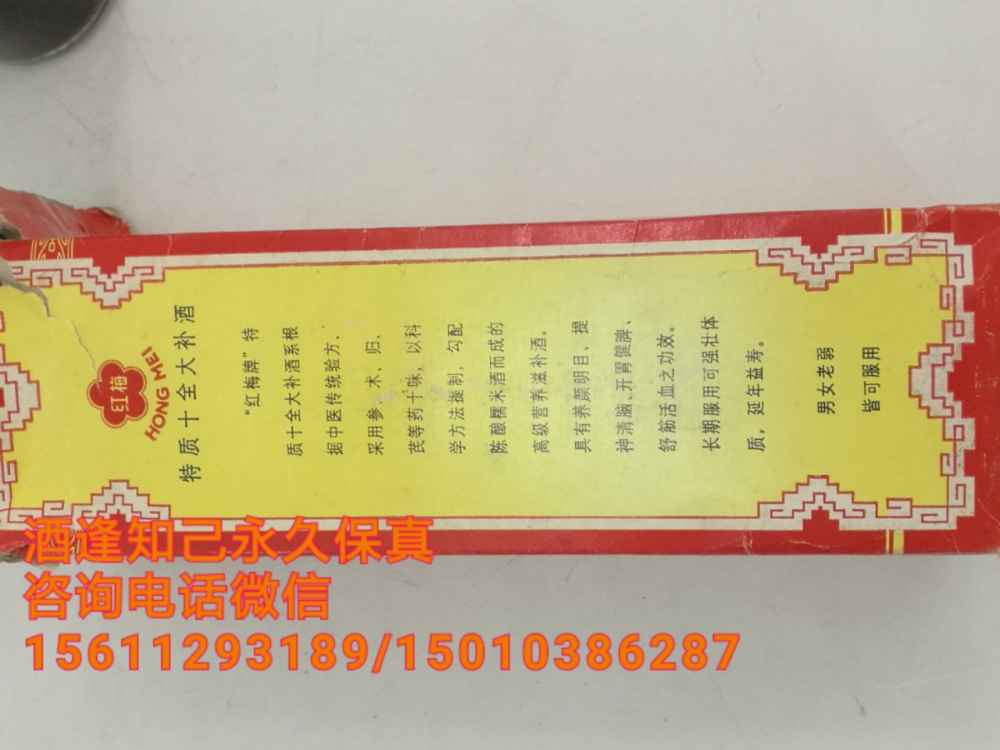 红梅
HONG MEI
特质十全大补酒
“红梅牌”特
质十全大补酒系根
据中医传统验方、
采用参、术、归、
芪等药十味，以科
学方法提制，勾配
陈酿糯米酒而成的
高级营养滋补酒。
具有养颜明目、提
神清脑、开胃健脾、
舒筋活血之功效。
长期服用可强壮体
质，延年益寿。
男女老弱
皆可服用
酒逢知己永久保真
咨询电话微信
15611293189/15010386287